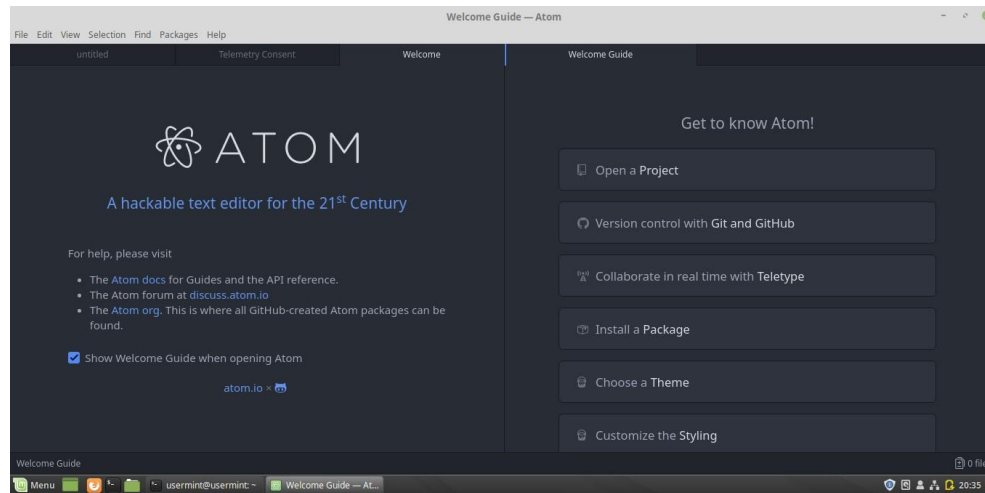 Welcome Guide — Atom
File Edit View Selection Find Packages Help
untitled Telemetry Consent Welcome Welcome Guide
ATOM
A hackable text editor for the 21st Century
For help, please visit
• The Atom docs for Guides and the API reference.
• The Atom forum at discuss.atom.io
• The Atom org. This is where all GitHub-created Atom packages can be
found.
Show Welcome Guide when opening Atom
atom.io ×
Get to know Atom!
Open a Project
Version control with Git and GitHub
Collaborate in real time with Teletype
Install a Package
Choose a Theme
Customize the Styling
Welcome Guide 0 file
Menu usermint@usermint: ~ Welcome Guide — At... 20:35